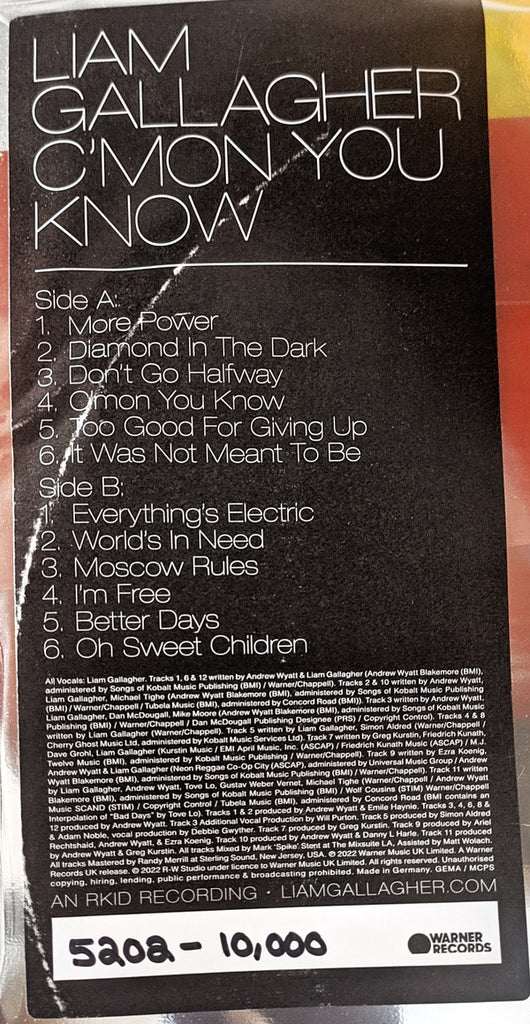 LIAM
GALLAGHER
C'MON YOU
KNOW
Side A:
1. More Power
2. Diamond In The Dark
3. Don't Go Halfway
4. C'mon You Know
5. Too Good For Giving Up
6. It Was Not Meant To Be
Side B:
1. Everything's Electric
2. World's In Need
3. Moscow Rules
4. I'm Free
5. Better Days
6. Oh Sweet Children
All Vocals: Liam Gallagher. Tracks 1, 6 & 12 written by Andrew Wyatt & Liam Gallagher (Andrew Wyatt Blakemore (BMI),
administered by Songs of Kobalt Music Publishing (BMI) / Warner/Chappell). Tracks 2 & 10 written by Andrew Wyatt,
Liam Gallagher, Michael Tighe (Andrew Wyatt Blakemore (BMI), administered by Songs of Kobalt Music Publishing
(BMI) / Warner/Chappell / Tubela Music (BMI), administered by Concord Road (BMI)). Track 3 written by Andrew Wyatt,
Liam Gallagher, Dan McDougall, Mike Moore (Andrew Wyatt Blakemore (BMI), administered by Songs of Kobalt Music
Publishing (BMI) / Warner/Chappell / Dan McDougall Publishing Designee (PRS) / Copyright Control). Tracks 4 & 8
written by Liam Gallagher (Warner/Chappell). Track 5 written by Liam Gallagher, Simon Aldred (Warner/Chappell /
Cherry Ghost Music Ltd, administered by Kobalt Music Services Ltd). Track 7 written by Greg Kurstin, Friedrich Kunath,
Dave Grohl, Liam Gallagher (Kurstin Music / EMI April Music, Inc. (ASCAP) / Friedrich Kunath Music (ASCAP) / M.J.
Twelve Music (BMI), administered by Kobalt Music Publishing / Warner/Chappell). Track 9 written by Ezra Koenig,
Andrew Wyatt & Liam Gallagher (Neon Reggae Co-Op City (ASCAP), administered by Universal Music Group / Andrew
Wyatt Blakemore (BMI), administered by Songs of Kobalt Music Publishing (BMI) / Warner/Chappell). Track 11 written
by Liam Gallagher, Andrew Wyatt, Tove Lo, Gustav Weber Vernet, Michael Tighe (Warner/Chappell / Andrew Wyatt
Blakemore (BMI), administered by Songs of Kobalt Music Publishing (BMI) / Wolf Cousins (STIM) Warner/Chappell
Music SCAND (STIM) / Copyright Control / Tubela Music (BMI), administered by Concord Road (BMI contains an
Interpolation of "Bad Days" by Tove Lo). Tracks 1 & 2 produced by Andrew Wyatt & Emile Haynie. Tracks 3, 4, 6, 8 &
12 produced by Andrew Wyatt. Track 3 Additional Vocal Production by Will Purton. Track 5 produced by Simon Aldred
& Adam Noble, vocal production by Debbie Gwyther. Track 7 produced by Greg Kurstin. Track 9 produced by Ariel
Rechtshaid, Andrew Wyatt, & Ezra Koenig. Track 10 produced by Andrew Wyatt & Danny L Harle. Track 11 produced
by Andrew Wyatt & Greg Kurstin. All tracks Mixed by Mark 'Spike' Stent at The Mixsuite LA, Assisted by Matt Wolach.
All tracks Mastered by Randy Merrill at Sterling Sound, New Jersey, USA. ℗ 2022 Warner Music UK Limited. A Warner
Records UK release. © 2022 R-W Studio under licence to Warner Music UK Limited. All rights reserved. Unauthorised
copying, hiring, lending, public performance & broadcasting prohibited. Made in Germany. GEMA / MCPS
AN RKID RECORDING · LIAMGALLAGHER.COM
5202 - 10,000
WARNER
RECORDS